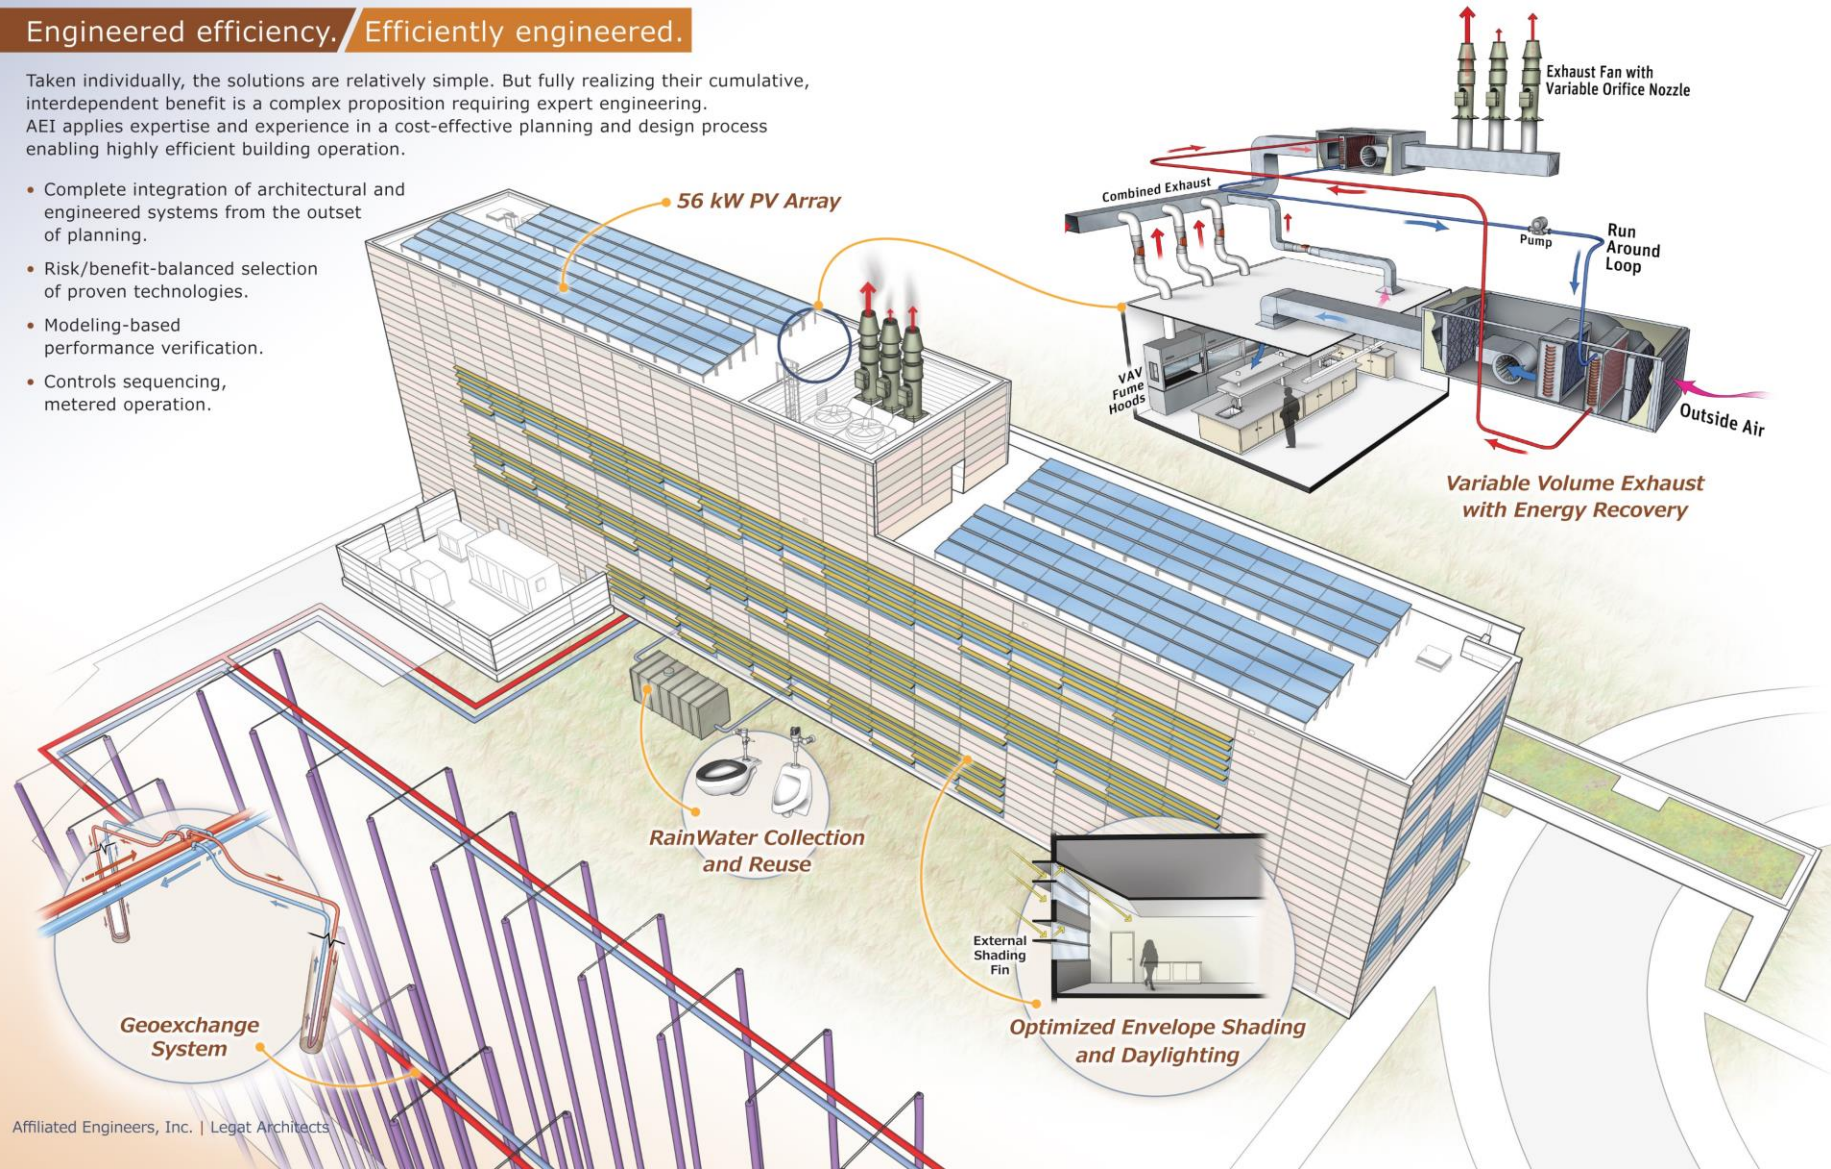 Engineered efficiency. Efficiently engineered.
Taken individually, the solutions are relatively simple. But fully realizing their cumulative,
interdependent benefit is a complex proposition requiring expert engineering.
AEI applies expertise and experience in a cost-effective planning and design process
enabling highly efficient building operation.
• Complete integration of architectural and
engineered systems from the outset
of planning.
• Risk/benefit-balanced selection
of proven technologies.
• Modeling-based
performance verification.
• Controls sequencing,
metered operation.
56 kW PV Array
Exhaust Fan with
Variable Orifice Nozzle
Combined Exhaust
Pump
Run
Around
Loop
VAV
Fume
Hoods
Outside Air
Variable Volume Exhaust
with Energy Recovery
RainWater Collection
and Reuse
External
Shading
Fin
Optimized Envelope Shading
and Daylighting
Geoexchange
System
Affiliated Engineers, Inc. | Legat Architects